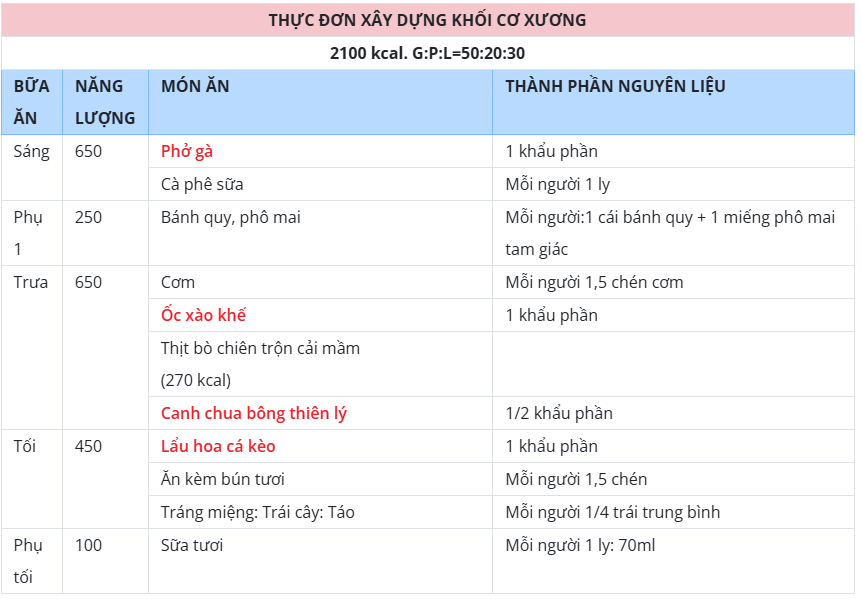 THỰC ĐƠN XÂY DỰNG KHỐI CƠ XƯƠNG
2100 kcal. G:P:L=50:20:30
BỮA ĂN NĂNG LƯỢNG MÓN ĂN THÀNH PHẦN NGUYÊN LIỆU
Sáng 650 Phở gà 1 khẩu phần
Cà phê sữa Mỗi người 1 ly
Phụ 1 250 Bánh quy, phô mai Mỗi người:1 cái bánh quy + 1 miếng phô mai
tam giác
Trưa 650 Cơm Mỗi người 1,5 chén cơm
Ốc xào khế 1 khẩu phần
Thịt bò chiên trộn cải mầm
(270 kcal)
Canh chua bông thiên lý 1/2 khẩu phần
Tối 450 Lẩu hoa cá kèo 1 khẩu phần
Ăn kèm bún tươi Mỗi người 1,5 chén
Tráng miệng: Trái cây: Táo Mỗi người 1/4 trái trung bình
Phụ tối 100 Sữa tươi Mỗi người 1 ly: 70ml